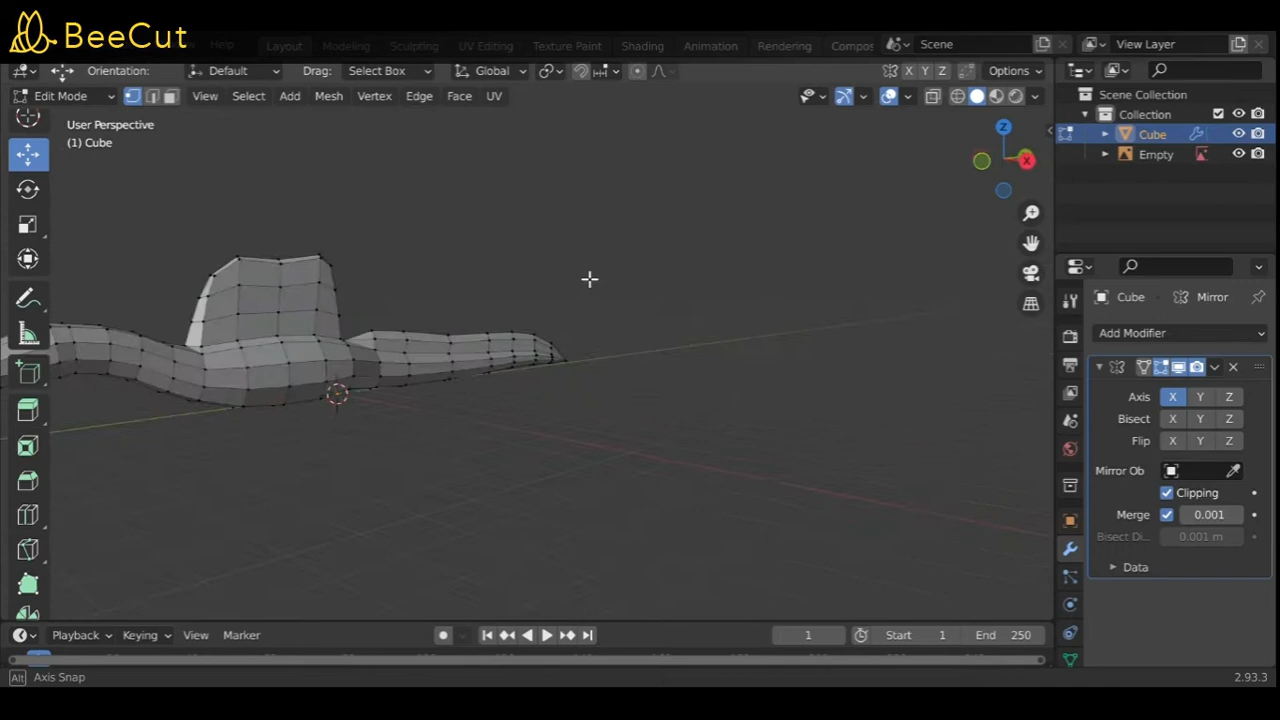 BeeCut
Help Layout Modeling Sculpting UV Editing Texture Paint Shading Animation Rendering Compos Scene View Layer
Orientation: Default Drag: Select Box Global X Y Z Options
Edit Mode View Select Add Mesh Vertex Edge Face UV
Scene Collection
Collection
Cube
Empty
User Perspective
(1) Cube
Z
X
Cube Mirror
Add Modifier
Axis X Y Z
Bisect X Y Z
Flip X Y Z
Mirror Ob
Clipping
Merge 0.001
Bisect Di... 0.001 m
Data
Playback Keying View Marker 1 Start 1 End 250
Alt Axis Snap 2.93.3